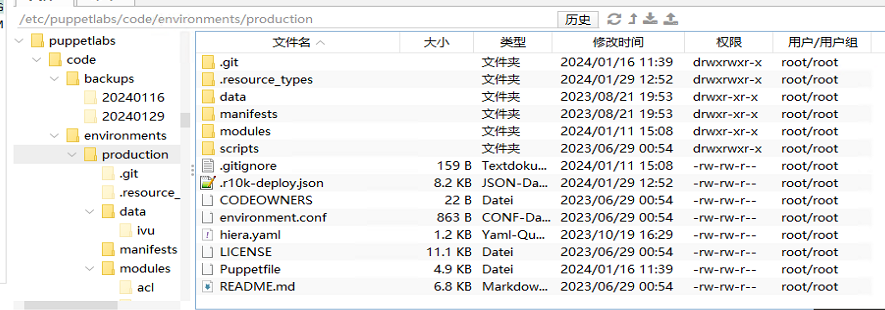 /etc/puppetlabs/code/environments/production 历史
puppetlabs
code
backups
20240116
20240129
environments
production
.git
.resource_
data
ivu
manifests
modules
acl
文件名 大小 类型 修改时间 权限 用户/用户组
.git 文件夹 2024/01/16 11:39 drwxrwxr-x root/root
.resource_types 文件夹 2024/01/29 12:52 drwxrwxr-x root/root
data 文件夹 2023/08/21 19:53 drwxr-xr-x root/root
manifests 文件夹 2023/08/21 19:53 drwxr-xr-x root/root
modules 文件夹 2024/01/11 15:08 drwxr-xr-x root/root
scripts 文件夹 2023/06/29 00:54 drwxrwxr-x root/root
.gitignore 159 B Textdoku... 2024/01/11 15:08 -rw-rw-r-- root/root
.r10k-deploy.json 8.2 KB JSON-Da... 2024/01/29 12:52 -rw-rw-r-- root/root
CODEOWNERS 22 B Datei 2023/06/29 00:54 -rw-rw-r-- root/root
environment.conf 863 B CONF-Da... 2023/06/29 00:54 -rw-rw-r-- root/root
hiera.yaml 1.2 KB Yaml-Qu... 2023/10/19 16:29 -rw-rw-r-- root/root
LICENSE 11.1 KB Datei 2023/06/29 00:54 -rw-rw-r-- root/root
Puppetfile 4.9 KB Datei 2024/01/16 11:39 -rw-rw-r-- root/root
README.md 6.8 KB Markdow... 2023/06/29 00:54 -rw-rw-r-- root/root